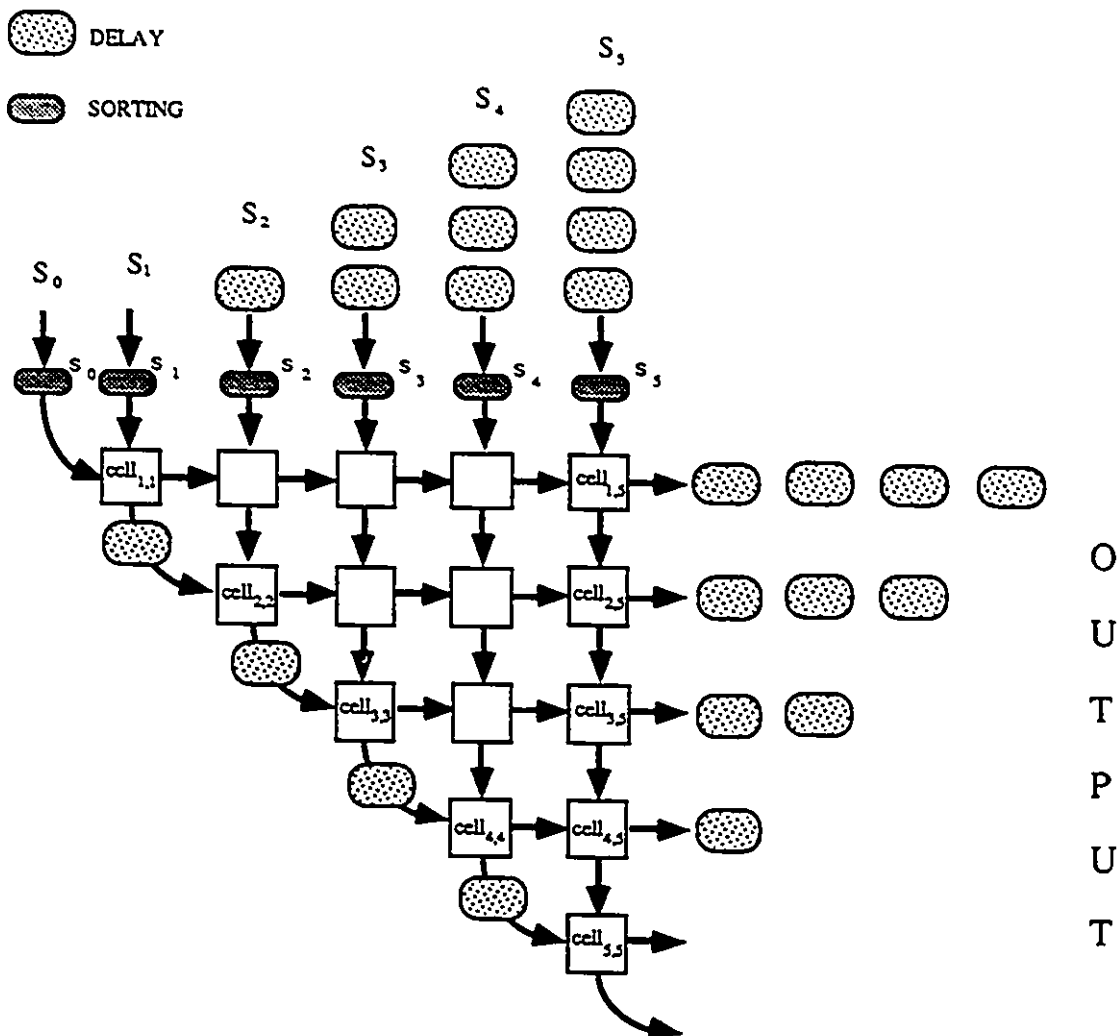 DELAY
SORTING
S₀
S₁
S₂
S₃
S₄
S₅
s₀
s₁
s₂
s₃
s₄
s₅
cell₁,₁
cell₁,₅
cell₂,₂
cell₂,₅
cell₃,₃
cell₃,₅
cell₄,₄
cell₄,₅
cell₅,₅
O
U
T
P
U
T